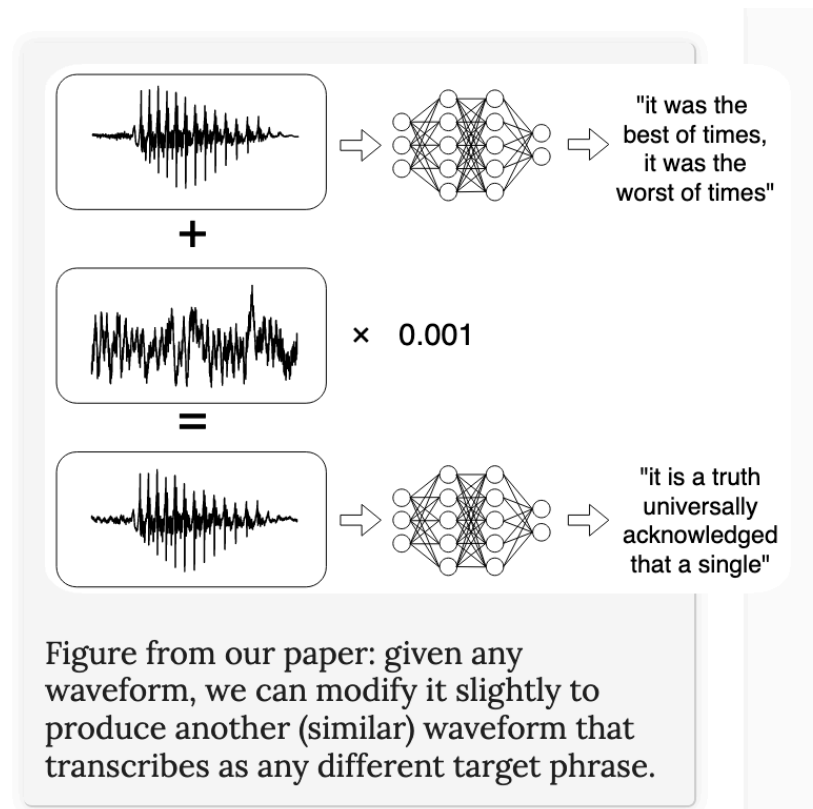 "it was the
best of times,
it was the
worst of times"
+
× 0.001
=
"it is a truth
universally
acknowledged
that a single"
Figure from our paper: given any
waveform, we can modify it slightly to
produce another (similar) waveform that
transcribes as any different target phrase.